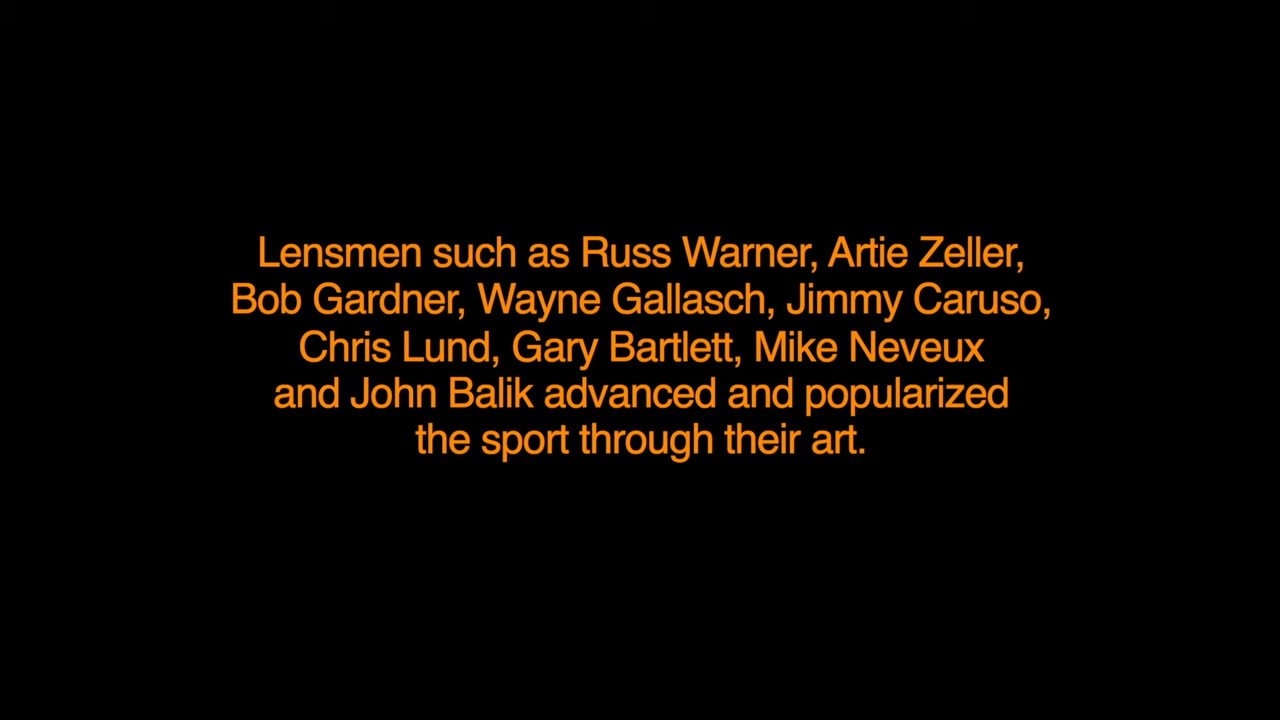 Lensmen such as Russ Warner, Artie Zeller,
Bob Gardner, Wayne Gallasch, Jimmy Caruso,
Chris Lund, Gary Bartlett, Mike Neveux
and John Balik advanced and popularized
the sport through their art.